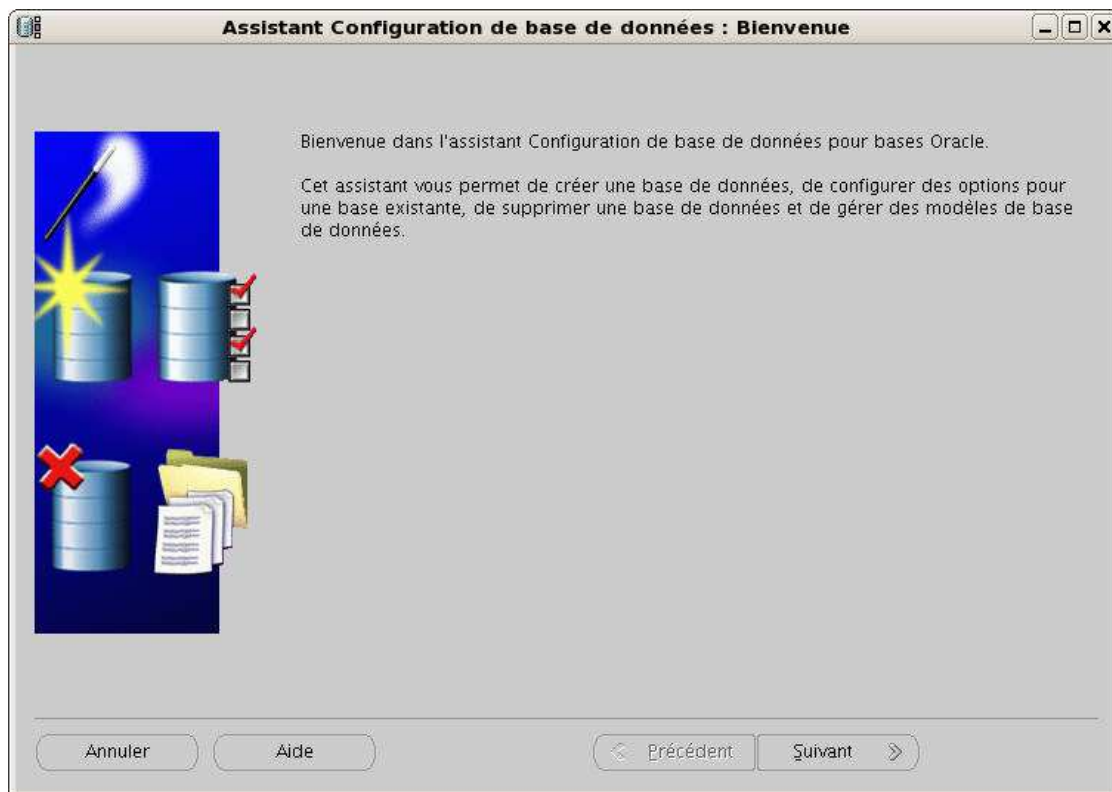 Assistant Configuration de base de données : Bienvenue
Bienvenue dans l'assistant Configuration de base de données pour bases Oracle.
Cet assistant vous permet de créer une base de données, de configurer des options pour
une base existante, de supprimer une base de données et de gérer des modèles de base
de données.
Annuler
Aide
Précédent
Suivant